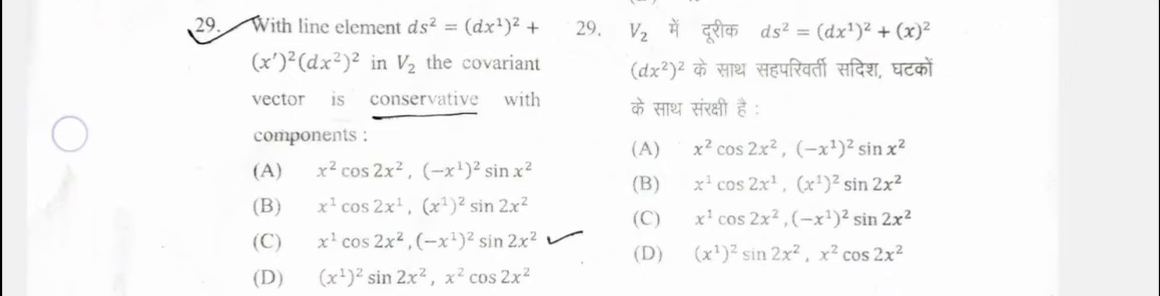 29. With line element ds² = (dx¹)² +
(x′)²(dx²)² in V₂ the covariant
vector is conservative with
components :
(A) x² cos 2x² , (−x¹)² sin x²
(B) x¹ cos 2x¹ , (x¹)² sin 2x²
(C) x¹ cos 2x² ,(−x¹)² sin 2x²
(D) (x¹)² sin 2x² , x² cos 2x²
29. V₂ में दूरीक ds² = (dx¹)² + (x)²
(dx²)² के साथ सहपरिवर्ती सदिश, घटकों
के साथ संरक्षी है :
(A) x² cos 2x² , (−x¹)² sin x²
(B) x¹ cos 2x¹ , (x¹)² sin 2x²
(C) x¹ cos 2x² ,(−x¹)² sin 2x²
(D) (x¹)² sin 2x² , x² cos 2x²